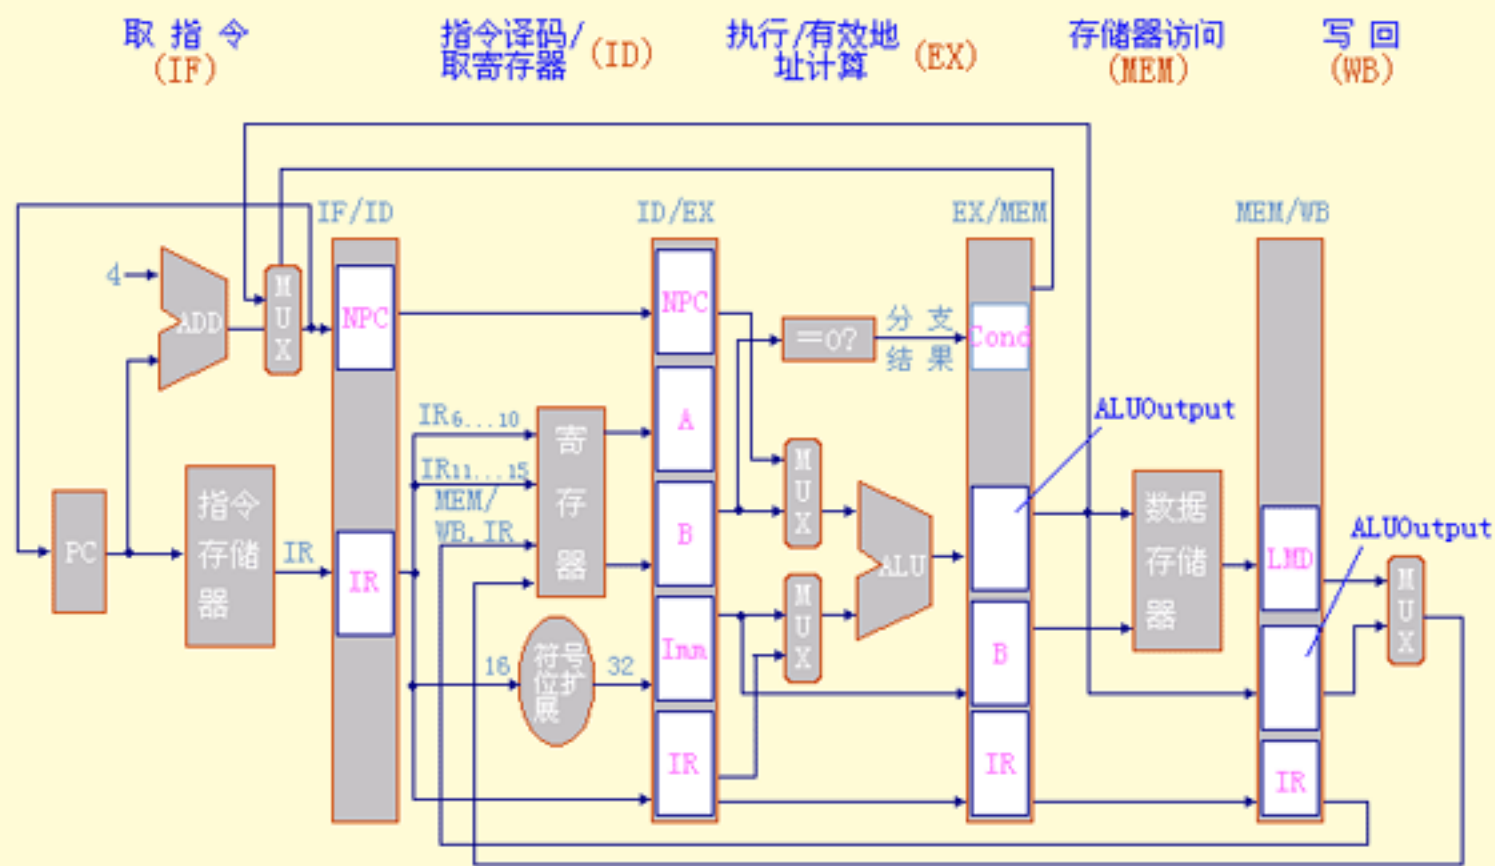 取 指 令
(IF)
指令译码/
取寄存器
(ID)
执行/有效地
址计算
(EX)
存储器访问
(MEM)
写 回
(WB)
IF/ID
ID/EX
EX/MEM
MEM/WB
4
ADD
MUX
NPC
NPC
=0?
分 支
结 果
Cond
ALUOutput
IR6...10
IR11...15
MEM/
WB.IR
寄存器
A
B
MUX
ALU
PC
指令
存储
器
IR
IR
数据
存储
器
LMD
ALUOutput
MUX
16
符号
位扩
展
32
Imm
MUX
B
IR
IR
IR